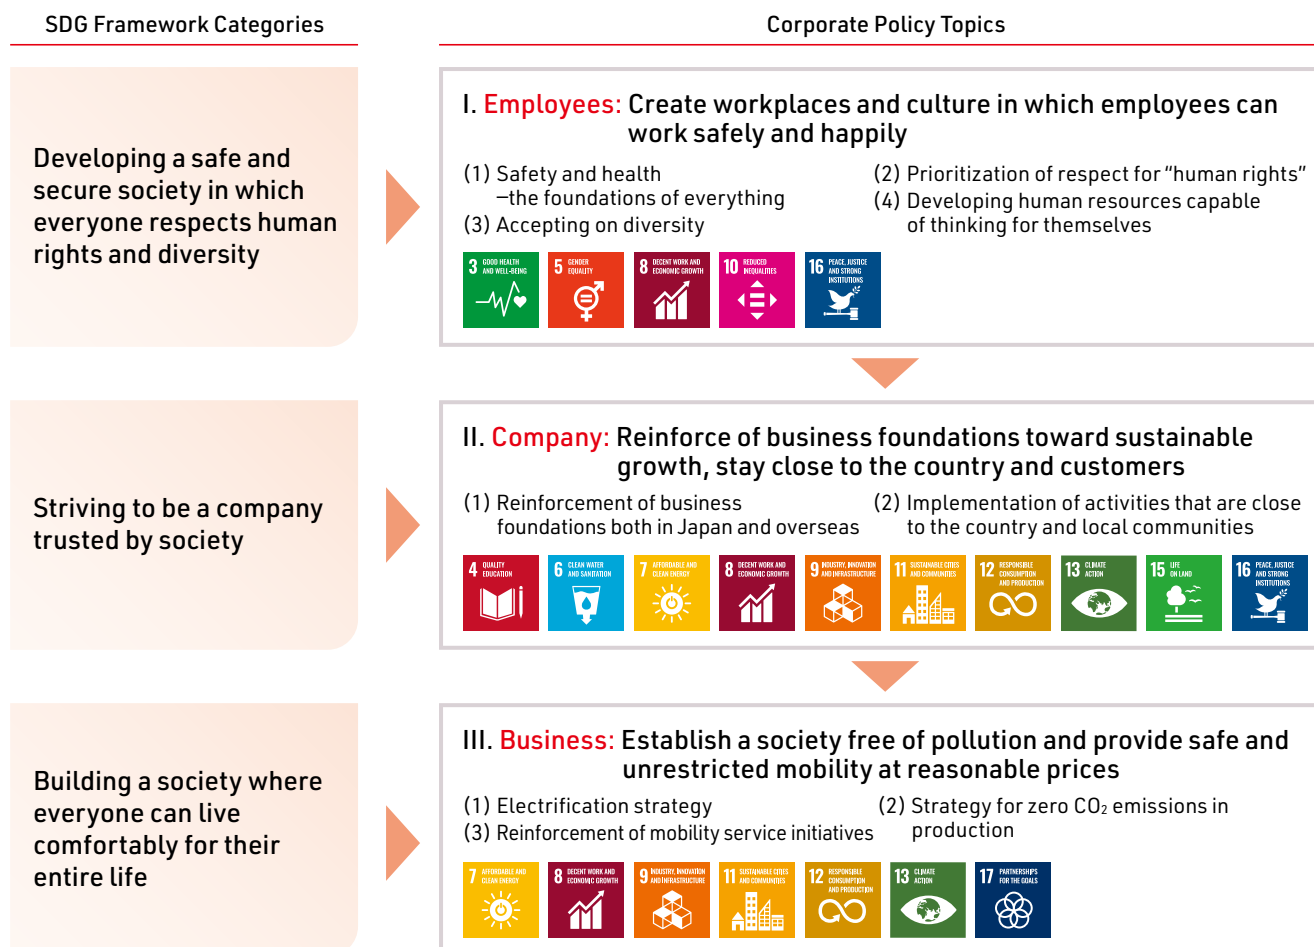 SDG Framework Categories
Corporate Policy Topics
Developing a safe and
secure society in which
everyone respects human
rights and diversity
I. Employees: Create workplaces and culture in which employees can
work safely and happily
(1) Safety and health
—the foundations of everything
(2) Prioritization of respect for “human rights”
(3) Accepting on diversity
(4) Developing human resources capable
of thinking for themselves
3 GOOD HEALTH
AND WELL-BEING
5 GENDER
EQUALITY
8 DECENT WORK AND
ECONOMIC GROWTH
10 REDUCED
INEQUALITIES
16 PEACE, JUSTICE
AND STRONG
INSTITUTIONS
Striving to be a company
trusted by society
II. Company: Reinforce of business foundations toward sustainable
growth, stay close to the country and customers
(1) Reinforcement of business
foundations both in Japan and overseas
(2) Implementation of activities that are close
to the country and local communities
4 QUALITY
EDUCATION
6 CLEAN WATER
AND SANITATION
7 AFFORDABLE AND
CLEAN ENERGY
8 DECENT WORK AND
ECONOMIC GROWTH
9 INDUSTRY, INNOVATION
AND INFRASTRUCTURE
11 SUSTAINABLE CITIES
AND COMMUNITIES
12 RESPONSIBLE
CONSUMPTION
AND PRODUCTION
13 CLIMATE
ACTION
15 LIFE
ON LAND
16 PEACE, JUSTICE
AND STRONG
INSTITUTIONS
Building a society where
everyone can live
comfortably for their
entire life
III. Business: Establish a society free of pollution and provide safe and
unrestricted mobility at reasonable prices
(1) Electrification strategy
(2) Strategy for zero CO₂ emissions in
production
(3) Reinforcement of mobility service initiatives
7 AFFORDABLE AND
CLEAN ENERGY
8 DECENT WORK AND
ECONOMIC GROWTH
9 INDUSTRY, INNOVATION
AND INFRASTRUCTURE
11 SUSTAINABLE CITIES
AND COMMUNITIES
12 RESPONSIBLE
CONSUMPTION
AND PRODUCTION
13 CLIMATE
ACTION
17 PARTNERSHIPS
FOR THE GOALS